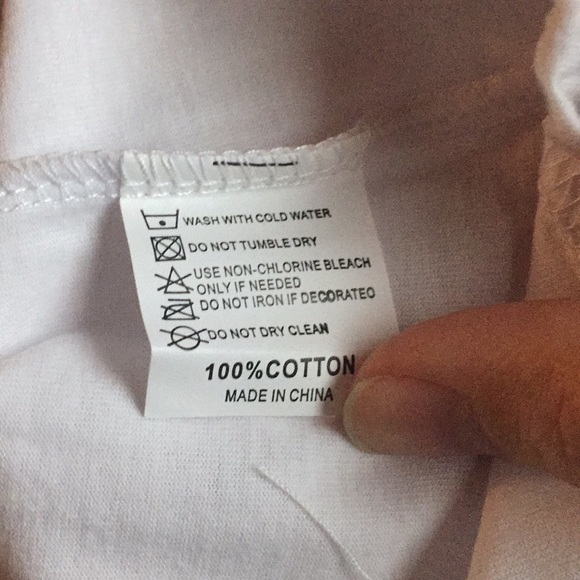 WASH WITH COLD WATER
DO NOT TUMBLE DRY
USE NON-CHLORINE BLEACH
ONLY IF NEEDED
DO NOT IRON IF DECORATEO
DO NOT DRY CLEAN
100%COTTON
MADE IN CHINA